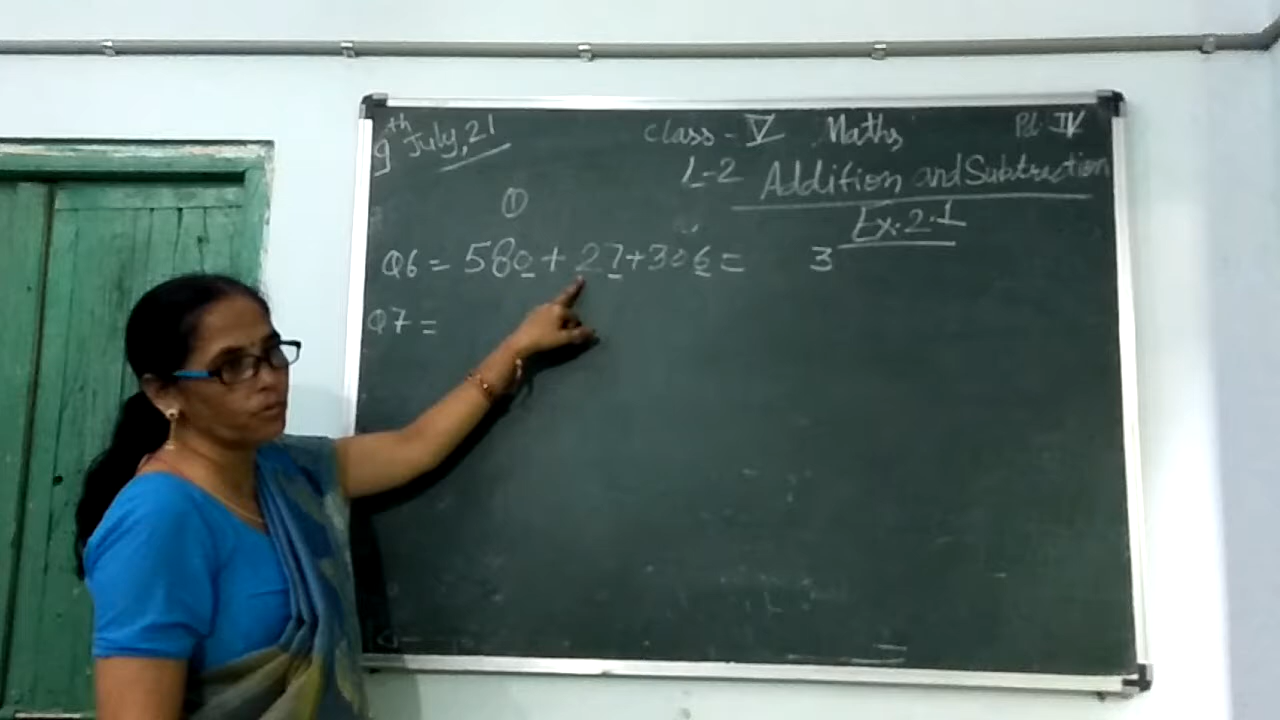 9th July, 21 Class - V Maths Pd-IV
L-2 Addition and Subtraction
Ex. 2.1
①
Q6 = 580 + 27 + 306 = 3
Q7 =